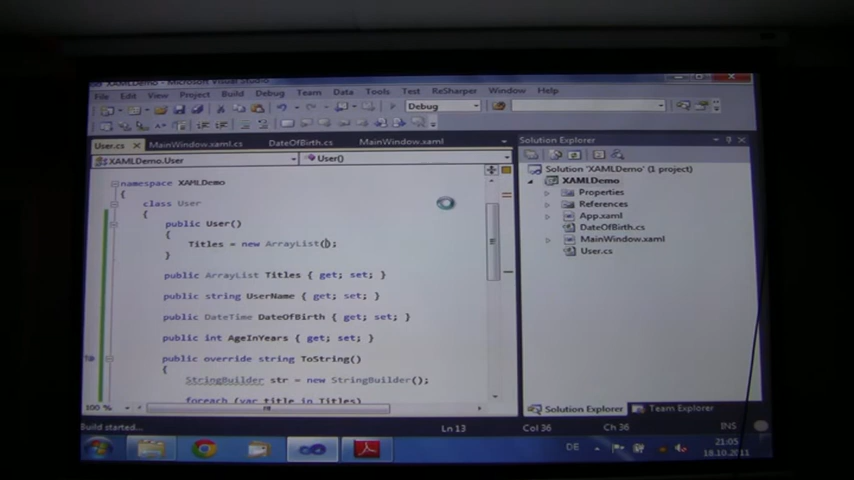 XAMLDemo - Microsoft Visual Studio
File Edit View Project Build Debug Team Data Tools Test ReSharper Window Help
Debug
User.cs MainWindow.xaml.cs DateOfBirth.cs MainWindow.xaml
XAMLDemo.User User()
namespace XAMLDemo
{
class User
{
public User()
{
Titles = new ArrayList();
}
public ArrayList Titles { get; set; }
public string UserName { get; set; }
public DateTime DateOfBirth { get; set; }
public int AgeInYears { get; set; }
public override string ToString()
{
StringBuilder str = new StringBuilder();
foreach (var title in Titles)
100 %
Solution Explorer
Solution 'XAMLDemo' (1 project)
XAMLDemo
Properties
References
App.xaml
DateOfBirth.cs
MainWindow.xaml
User.cs
Solution Explorer Team Explorer
Build started... Ln 13 Col 36 Ch 36 INS
DE 21:05
18.10.2011